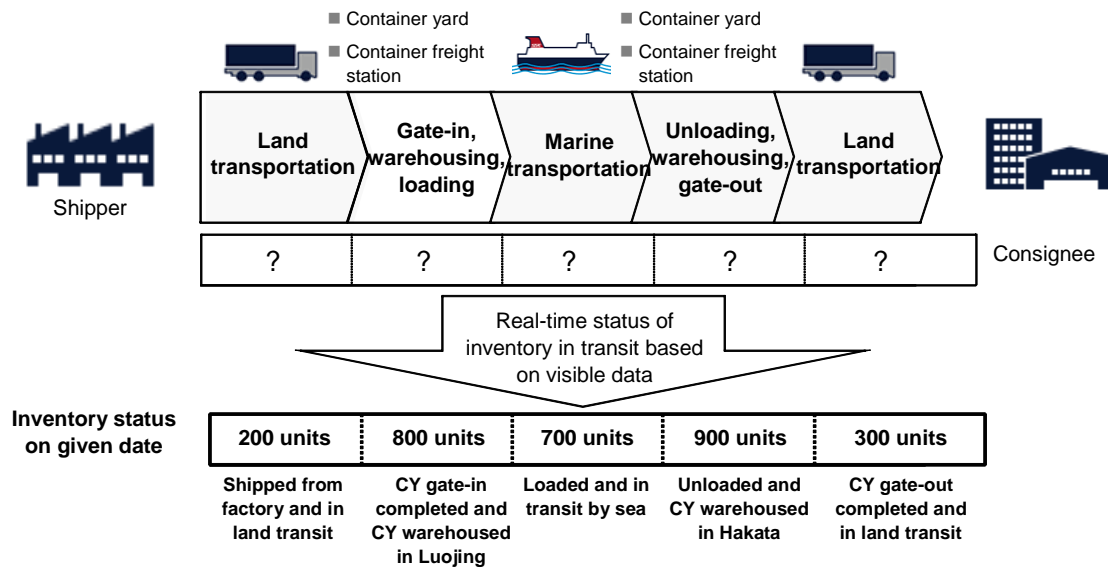 Container yard
Container freight
station
Container yard
Container freight
station
Land
transportation
Gate-in,
warehousing,
loading
Marine
transportation
Unloading,
warehousing,
gate-out
Land
transportation
Shipper
Consignee
?
?
?
?
?
Real-time status of
inventory in transit based
on visible data
Inventory status
on given date
200 units
800 units
700 units
900 units
300 units
Shipped from
factory and in
land transit
CY gate-in
completed and
CY warehoused
in Luojing
Loaded and in
transit by sea
Unloaded and
CY warehoused
in Hakata
CY gate-out
completed and
in land transit